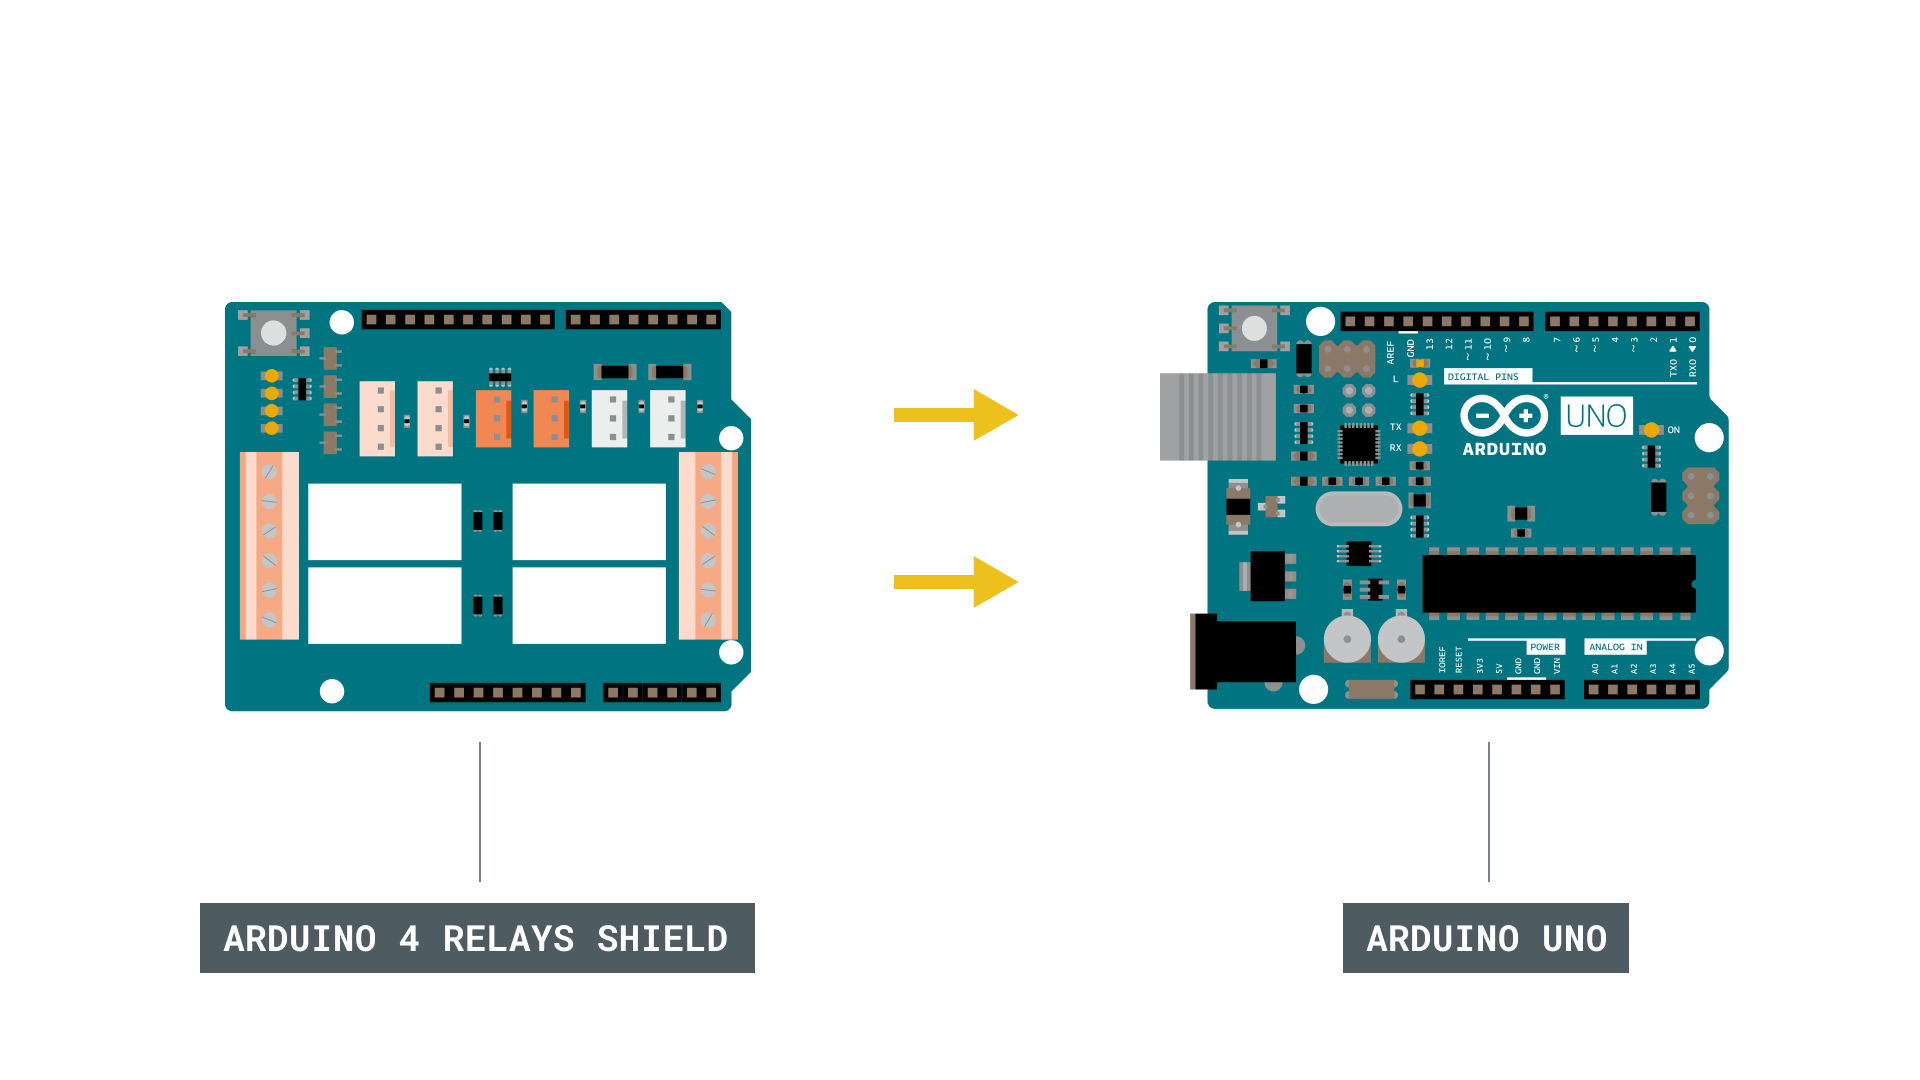 AREF
GND
13
12
~11
~10
~9
8
7
~6
~5
4
~3
2
TX0▶1
RX0◀0
L
DIGITAL PINS
®
UNO
TX
RX
ARDUINO
ON
POWER
ANALOG IN
IOREF
RESET
3V3
5V
GND
GND
VIN
A0
A1
A2
A3
A4
A5
ARDUINO 4 RELAYS SHIELD
ARDUINO UNO